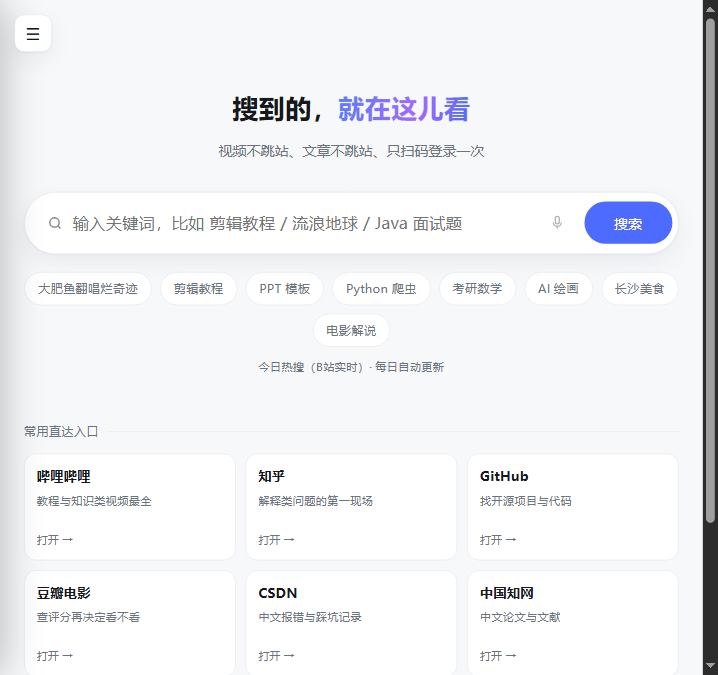 搜到的，就在这儿看
视频不跳站、文章不跳站、只扫码登录一次
输入关键词，比如 剪辑教程 / 流浪地球 / Java 面试题
搜索
大肥鱼翻唱烂奇迹 剪辑教程 PPT 模板 Python 爬虫 考研数学 AI 绘画 长沙美食
电影解说
今日热搜（B站实时）· 每日自动更新
常用直达入口
哔哩哔哩 知乎 GitHub
教程与知识类视频最全 解释类问题的第一现场 找开源项目与代码
打开 → 打开 → 打开 →
豆瓣电影 CSDN 中国知网
查评分再决定看不看 中文报错与踩坑记录 中文论文与文献
打开 → 打开 → 打开 →